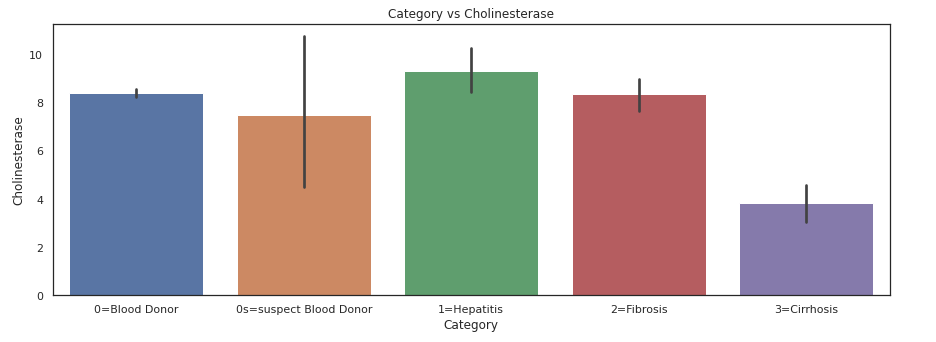 Category vs Cholinesterase
Cholinesterase
10
8
6
4
2
0
0=Blood Donor
0s=suspect Blood Donor
1=Hepatitis
2=Fibrosis
3=Cirrhosis
Category